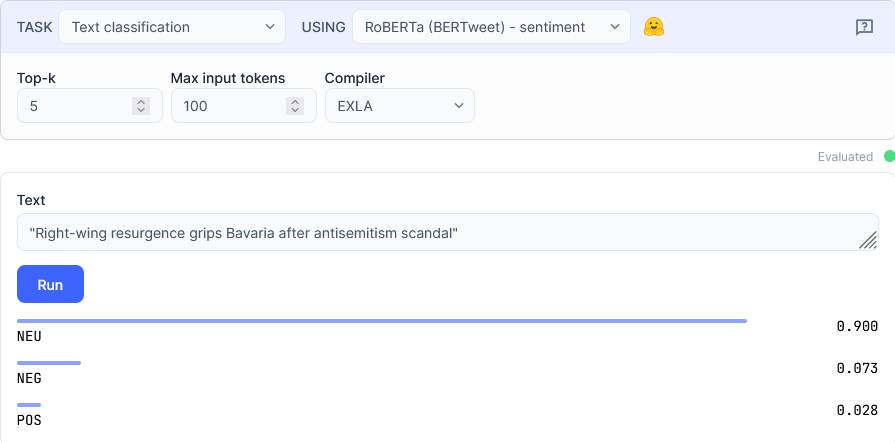 TASK Text classification USING RoBERTa (BERTweet) - sentiment
Top-k Max input tokens Compiler
5 100 EXLA
Evaluated
Text
"Right-wing resurgence grips Bavaria after antisemitism scandal"
Run
0.900
NEU
0.073
NEG
0.028
POS